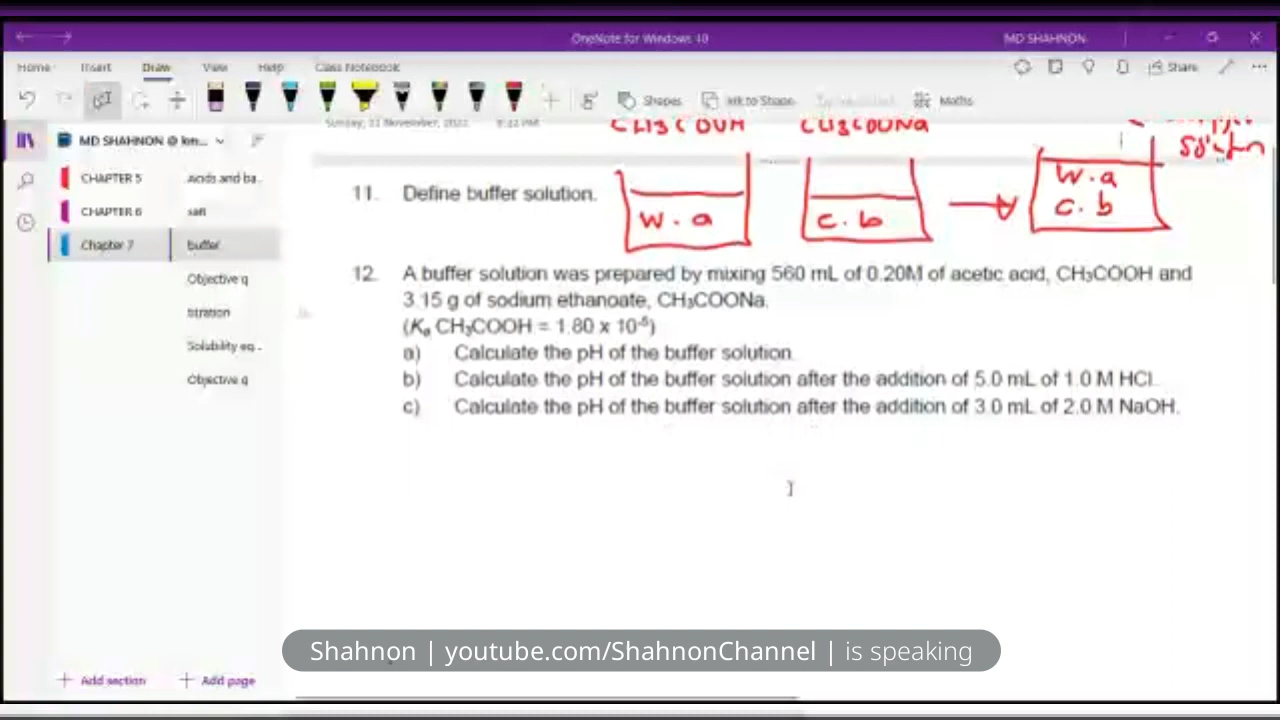 OneNote for Windows 10
MD SHAHNON
Home Insert Draw View Help Class Notebook
Share
Shapes Ink to Shape Maths
Sunday, 8:22 PM
CH3COOH CH3COONa
MD SHAHNON @ km...
CHAPTER 5 Acids and ba..
CHAPTER 6 salt
Chapter 7 buffer
Objective q
titration
Solubility eq..
Objective q
11. Define buffer solution.
w.a c.b w.a
c.b
12. A buffer solution was prepared by mixing 560 mL of 0.20M of acetic acid, CH₃COOH and
3.15 g of sodium ethanoate, CH₃COONa.
(Kₐ CH₃COOH = 1.80 x 10⁻⁵)
a) Calculate the pH of the buffer solution.
b) Calculate the pH of the buffer solution after the addition of 5.0 mL of 1.0 M HCl.
c) Calculate the pH of the buffer solution after the addition of 3.0 mL of 2.0 M NaOH.
Shahnon | youtube.com/ShahnonChannel | is speaking
+ Add section + Add page